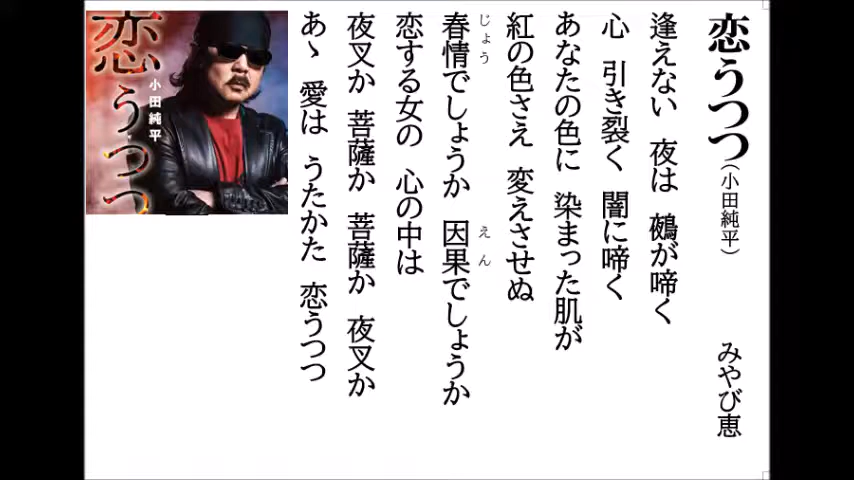 恋うつつ(小田純平)　みやび恵
逢えない　夜は　鵺が啼く
心　引き裂く　闇に啼く
あなたの色に　染まった肌が
紅の色さえ　変えさせぬ
春情でしょうか　因果でしょうか
じょう　えん
恋する女の　心の中は
夜叉か　菩薩か　菩薩か　夜叉か
あゝ　愛は　うたかた　恋うつつ
恋うつつ
小田純平